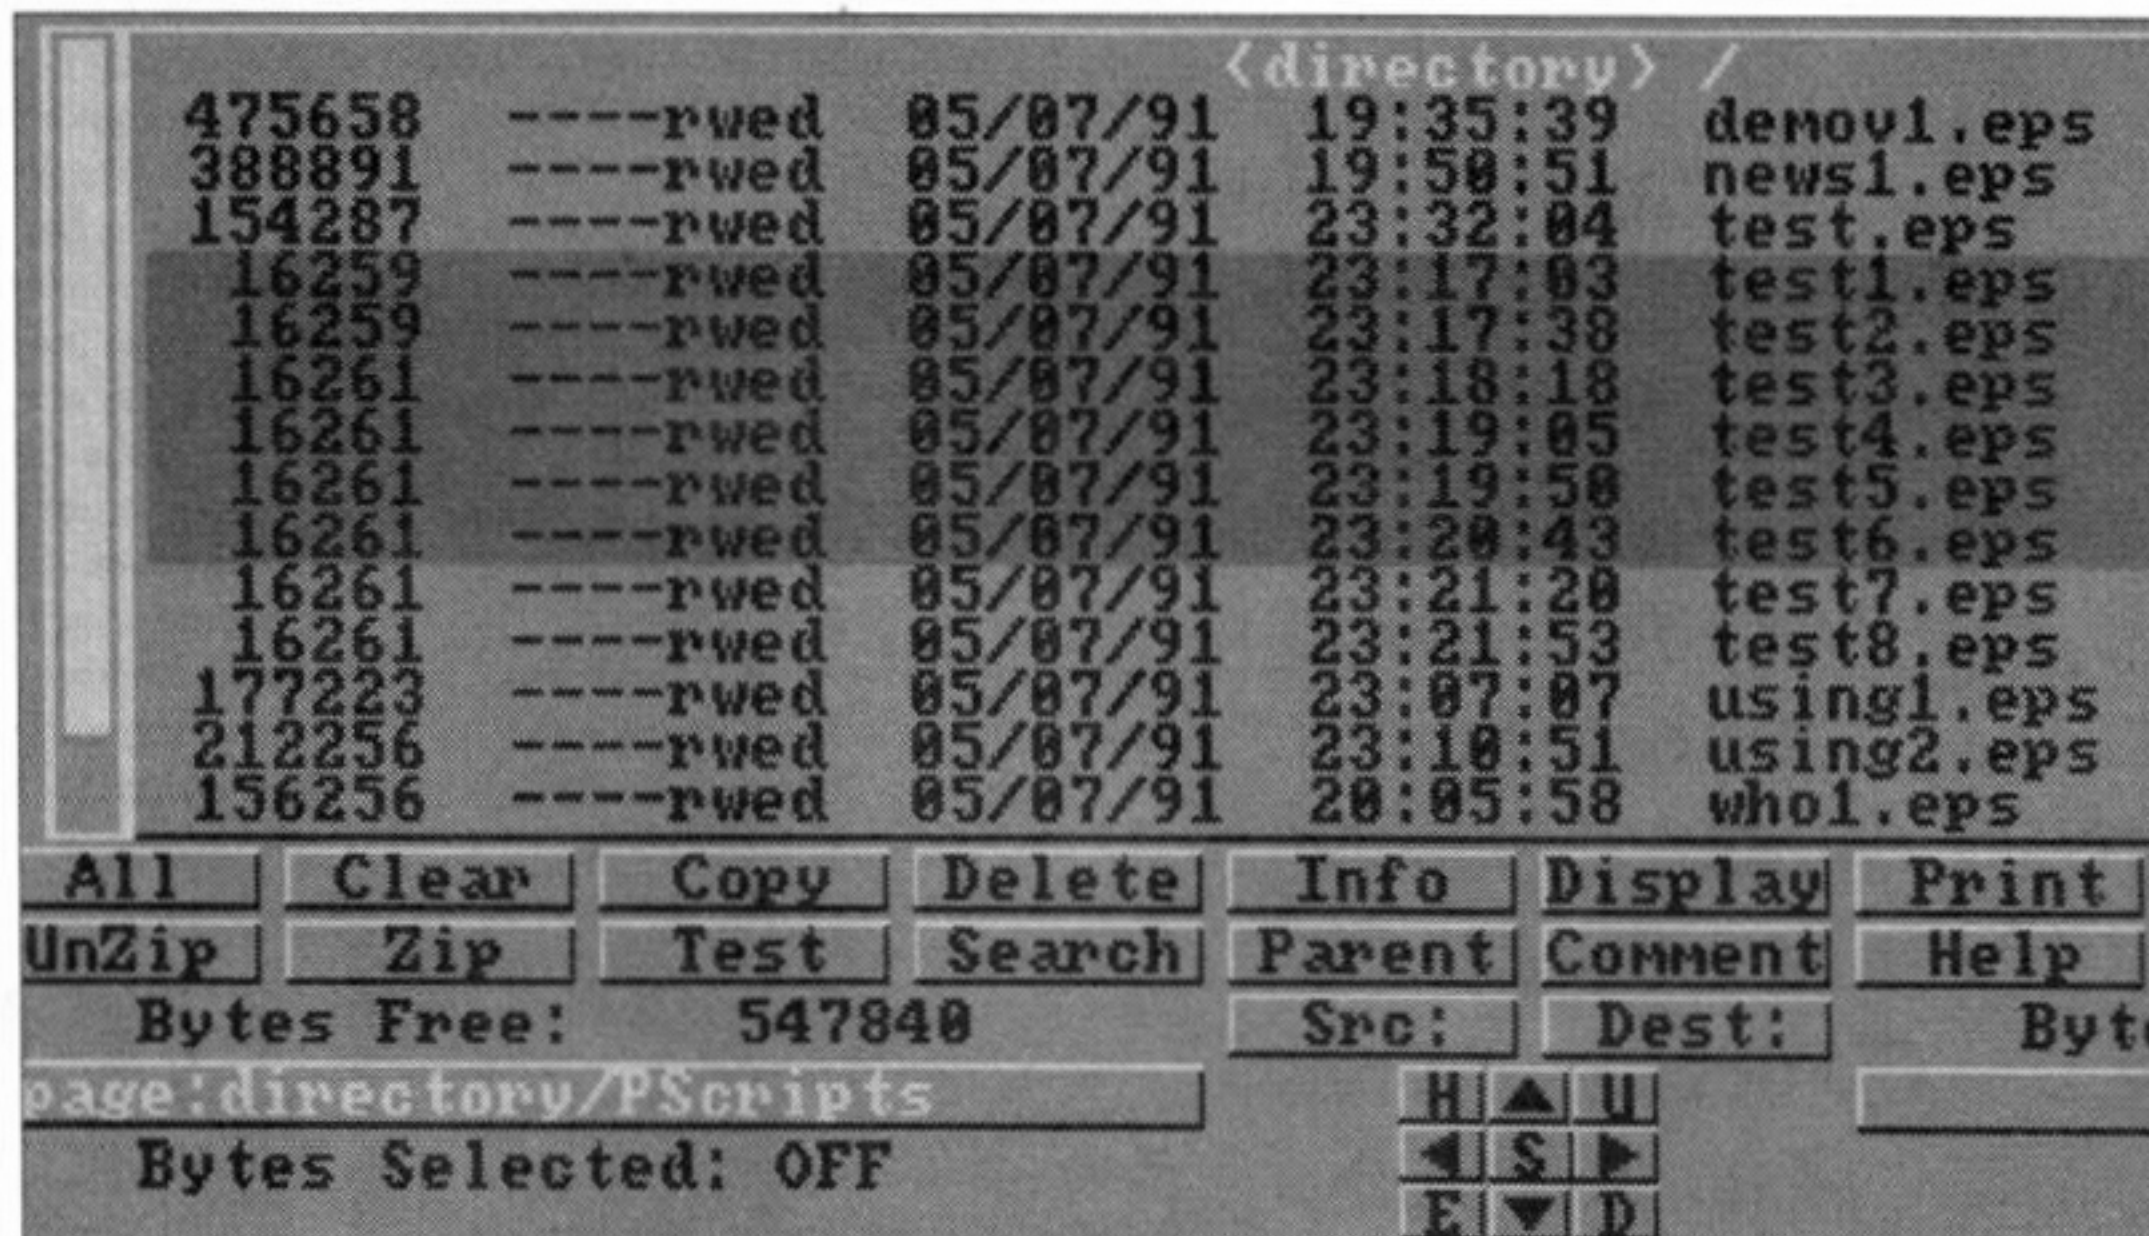 <directory> /
475658 ----rwed 05/07/91 19:35:39 demov1.eps
388891 ----rwed 05/07/91 19:50:51 news1.eps
154287 ----rwed 05/07/91 23:32:04 test.eps
16259 ----rwed 05/07/91 23:17:03 test1.eps
16259 ----rwed 05/07/91 23:17:38 test2.eps
16261 ----rwed 05/07/91 23:18:18 test3.eps
16261 ----rwed 05/07/91 23:19:05 test4.eps
16261 ----rwed 05/07/91 23:19:50 test5.eps
16261 ----rwed 05/07/91 23:20:43 test6.eps
16261 ----rwed 05/07/91 23:21:20 test7.eps
16261 ----rwed 05/07/91 23:21:53 test8.eps
177223 ----rwed 05/07/91 23:07:07 using1.eps
212256 ----rwed 05/07/91 23:10:51 using2.eps
156256 ----rwed 05/07/91 20:05:58 who1.eps
All Clear Copy Delete Info Display Print
UnZip Zip Test Search Parent Comment Help
Bytes Free: 547840 Src: Dest: Byt
page:directory/PScripts H U
Bytes Selected: OFF S
E D